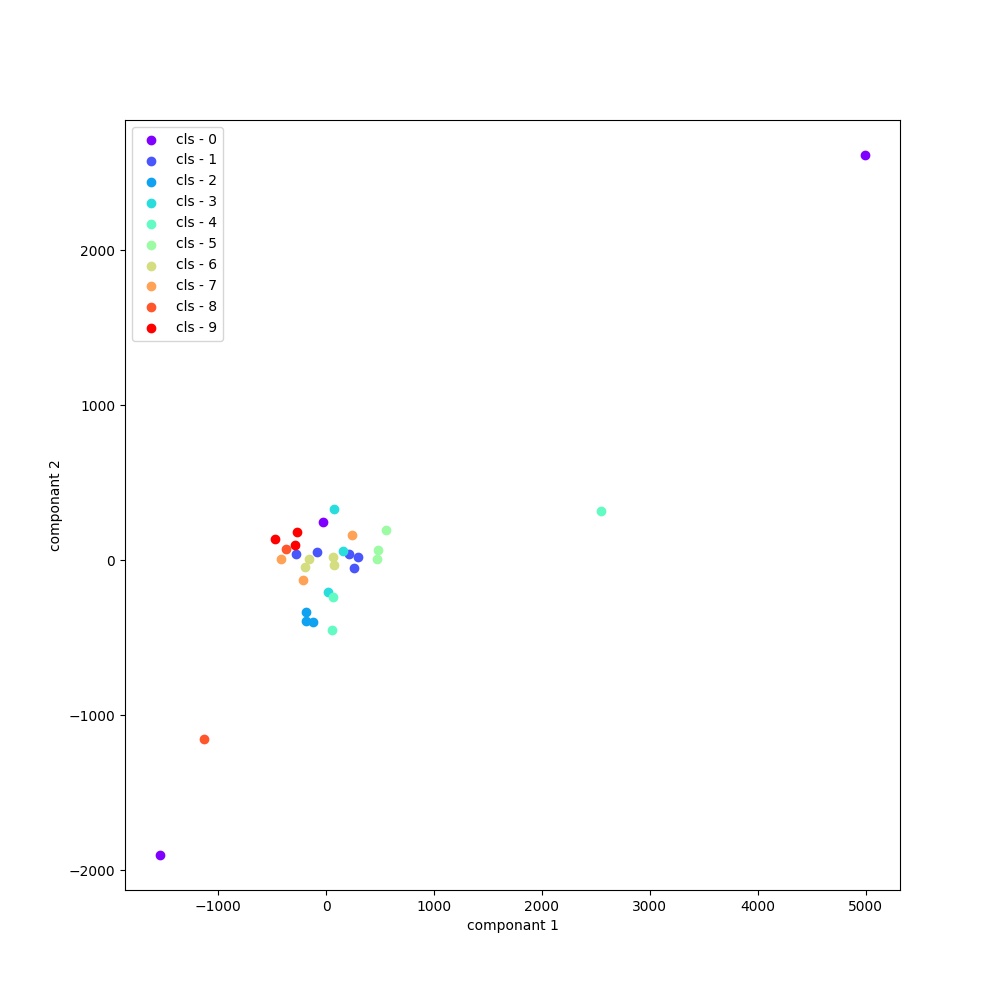 cls - 0
cls - 1
cls - 2
cls - 3
cls - 4
cls - 5
cls - 6
cls - 7
cls - 8
cls - 9
2000
1000
0
−1000
−2000
componant 2
−1000 0 1000 2000 3000 4000 5000
componant 1